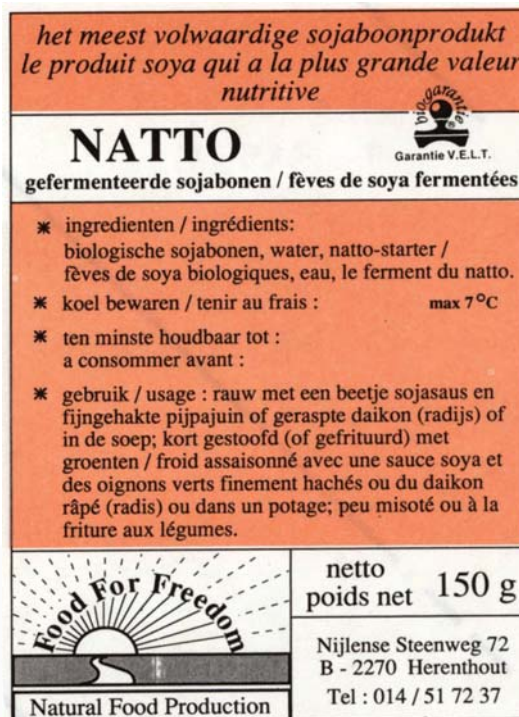 het meest volwaardige sojaboonprodukt
le produit soya qui a la plus grande valeur
nutritive
NATTO
bio-garantie
Garantie V.E.L.T.
gefermenteerde sojabonen / fèves de soya fermentées
* ingredienten / ingrédients:
biologische sojabonen, water, natto-starter /
fèves de soya biologiques, eau, le ferment du natto.
* koel bewaren / tenir au frais : max 7°C
* ten minste houdbaar tot :
a consommer avant :
* gebruik / usage : rauw met een beetje sojasaus en
fijngehakte pijpajuin of geraspte daikon (radijs) of
in de soep; kort gestoofd (of gefrituurd) met
groenten / froid assaisonné avec une sauce soya et
des oignons verts finement hachés ou du daikon
râpé (radis) ou dans un potage; peu misoté ou à la
friture aux légumes.
Food For Freedom
Natural Food Production
netto
poids net 150 g
Nijlense Steenweg 72
B - 2270 Herenthout
Tel : 014 / 51 72 37